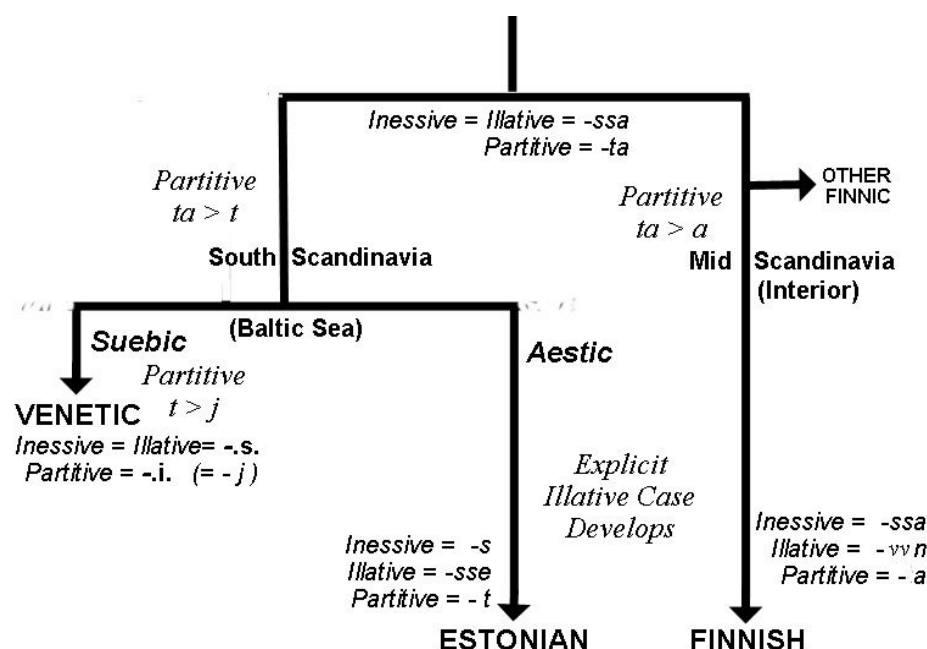 Inessive = Illative = -ssa
Partitive = -ta
Partitive
ta > t
OTHER
FINNIC
Partitive
ta > a
South Scandinavia
Mid Scandinavia
(Interior)
(Baltic Sea)
Suebic
Aestic
Partitive
t > j
VENETIC
Inessive = Illative= -.s.
Partitive = -.i. (= - j )
Explicit
Illative Case
Develops
Inessive = -s
Illative = -sse
Partitive = - t
Inessive = -ssa
Illative = - vv n
Partitive = - a
ESTONIAN
FINNISH